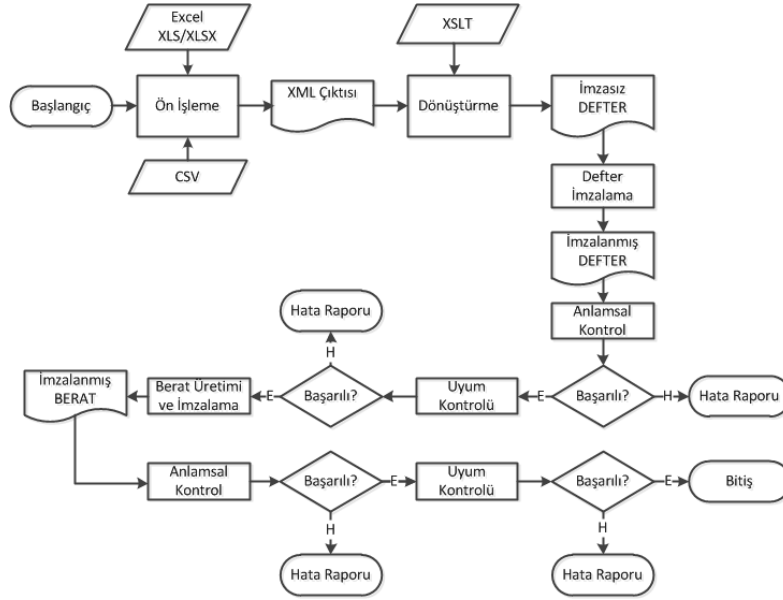 Excel
XLS/XLSX
XSLT
Başlangıç
Ön İşleme
XML Çıktısı
Dönüştürme
İmzasız
DEFTER
CSV
Defter
İmzalama
İmzalanmış
DEFTER
Anlamsal
Kontrol
Hata Raporu
H
İmzalanmış
BERAT
Berat Üretimi
ve İmzalama
E
Başarılı?
Uyum
Kontrolü
E
Başarılı?
H
Hata Raporu
Anlamsal
Kontrol
Başarılı?
E
Uyum
Kontrolü
Başarılı?
E
Bitiş
H
H
Hata Raporu
Hata Raporu